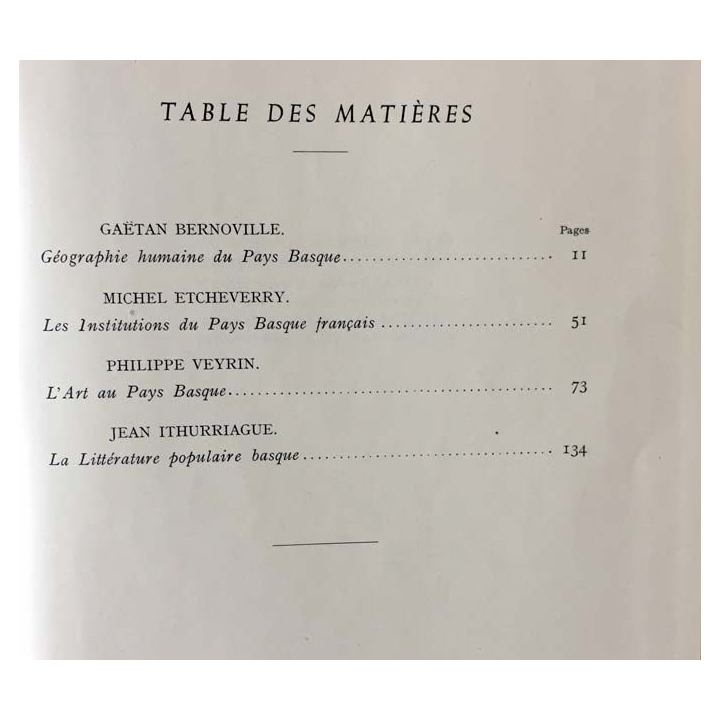 TABLE DES MATIÈRES
GAËTAN BERNOVILLE. Pages
Géographie humaine du Pays Basque.............................. 11
MICHEL ETCHEVERRY.
Les Institutions du Pays Basque français ........................ 51
PHILIPPE VEYRIN.
L'Art au Pays Basque............................................. 73
JEAN ITHURRIAGUE.
La Littérature populaire basque.................................. 134